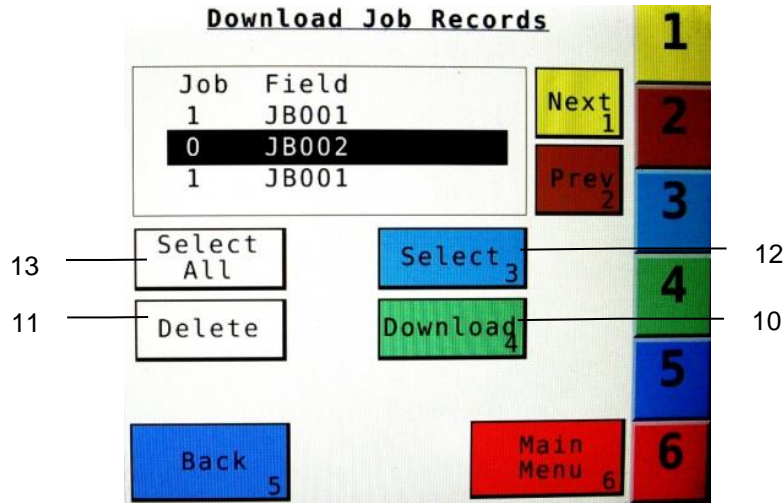 Download Job Records
1
Job Field
1 JB001
Next
1
2
0 JB002
1 JB001
Prev
2
3
13
Select
All
Select
3
12
4
11
Delete
Download
4
10
5
Back
5
Main
Menu
6
6